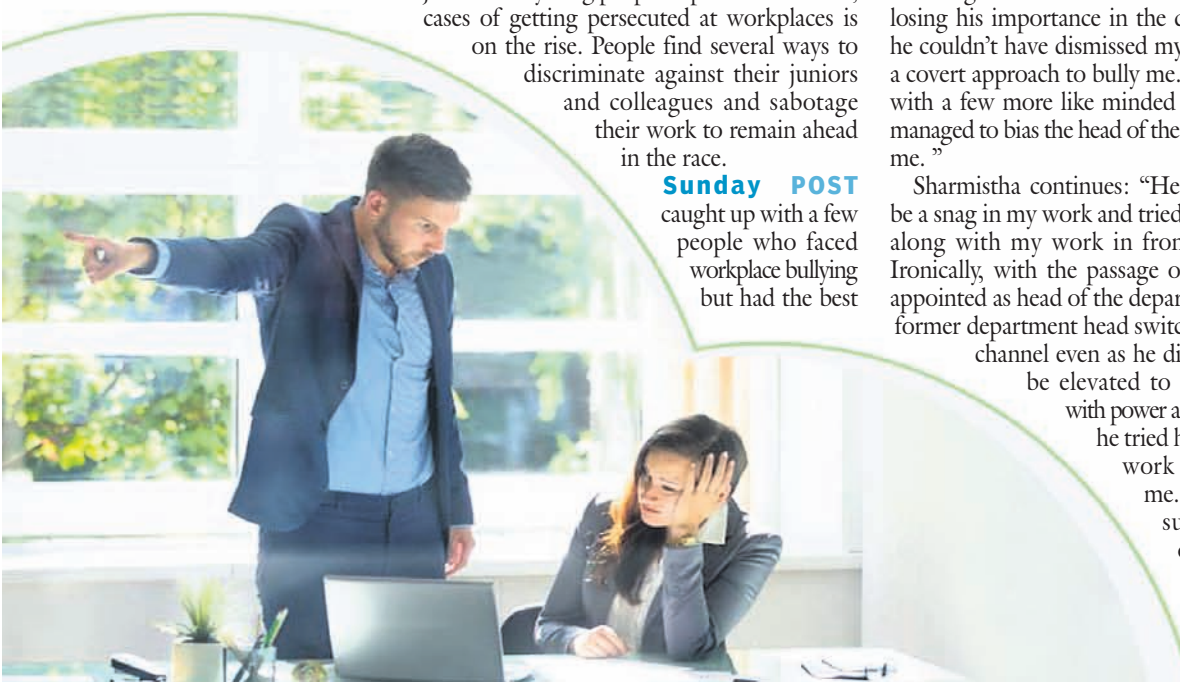 cases of getting persecuted at workplaces is
on the rise. People find several ways to
discriminate against their juniors
and colleagues and sabotage
their work to remain ahead
in the race.
Sunday POST
caught up with a few
people who faced
workplace bullying
but had the best
losing his importance in the
he couldn’t have dismissed my
a covert approach to bully me.
with a few more like minded
managed to bias the head of the
me. ”
Sharmistha continues: “He
be a snag in my work and tried
along with my work in fron
Ironically, with the passage o
appointed as head of the depar
former department head switc
channel even as he di
be elevated to
with power a
he tried h
work
me.
su